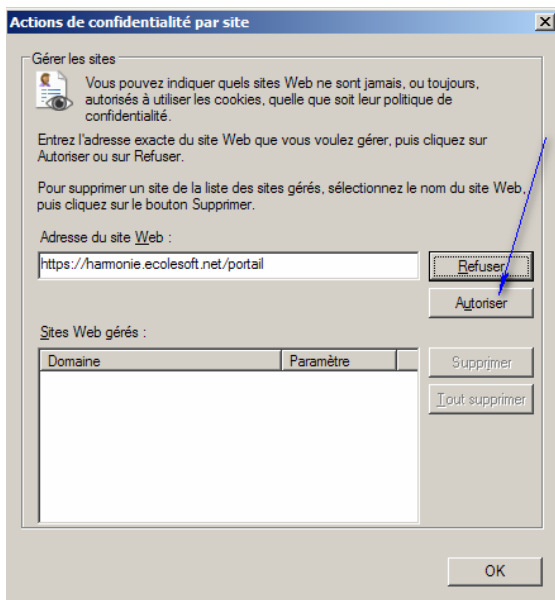 Actions de confidentialité par site
Gérer les sites
Vous pouvez indiquer quels sites Web ne sont jamais, ou toujours,
autorisés à utiliser les cookies, quelle que soit leur politique de
confidentialité.
Entrez l'adresse exacte du site Web que vous voulez gérer, puis cliquez sur
Autoriser ou sur Refuser.
Pour supprimer un site de la liste des sites gérés, sélectionnez le nom du site Web,
puis cliquez sur le bouton Supprimer.
Adresse du site Web :
https://harmonie.ecolesoft.net/portail
Refuser
Autoriser
Sites Web gérés :
Domaine Paramètre
Supprimer
Tout supprimer
OK